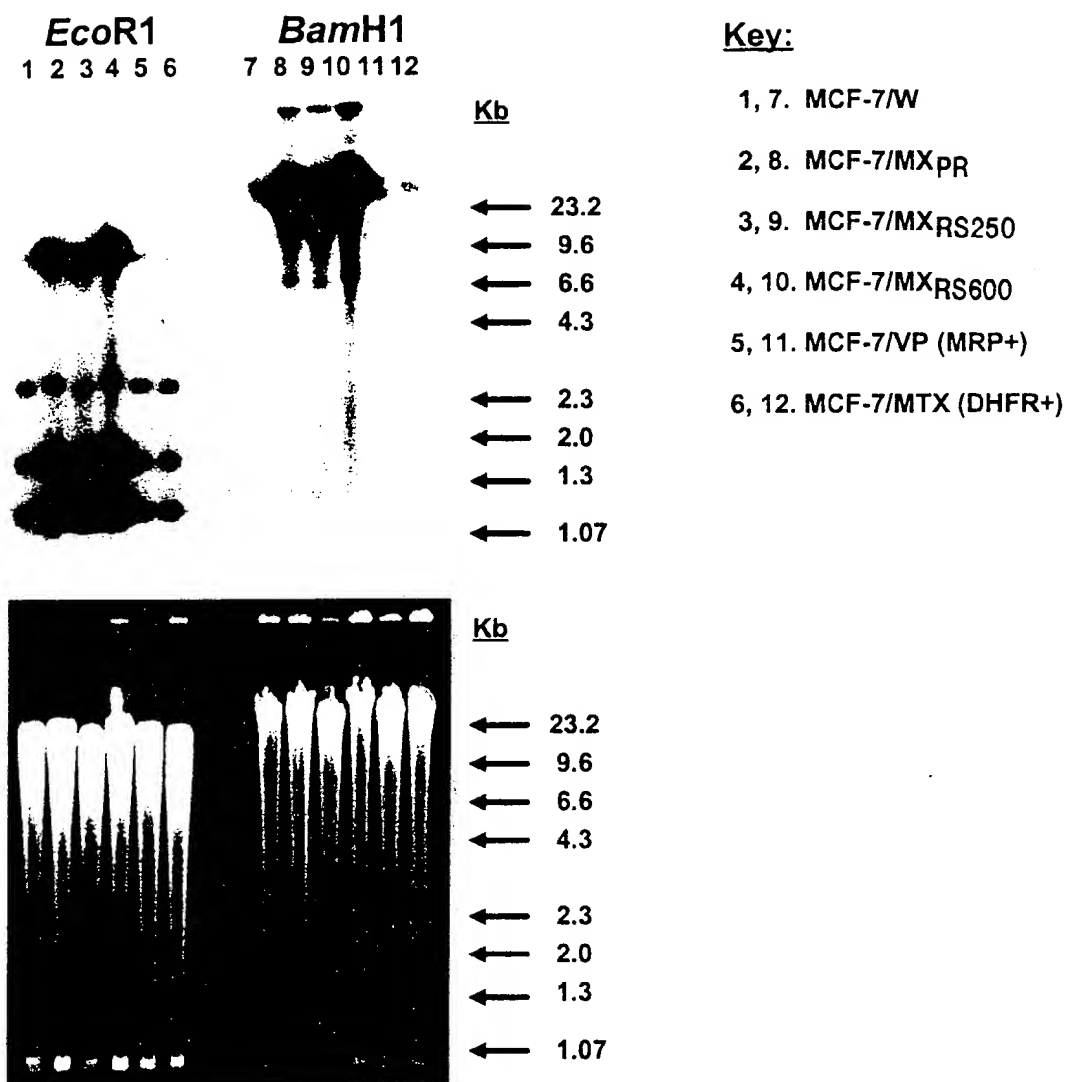 EcoR1 BamH1
1 2 3 4 5 6 7 8 9 10 11 12
Kb
23.2
9.6
6.6
4.3
2.3
2.0
1.3
1.07
Key:
1, 7. MCF-7/W
2, 8. MCF-7/MXPR
3, 9. MCF-7/MXRS250
4, 10. MCF-7/MXRS600
5, 11. MCF-7/VP (MRP+)
6, 12. MCF-7/MTX (DHFR+)
Kb
23.2
9.6
6.6
4.3
2.3
2.0
1.3
1.07